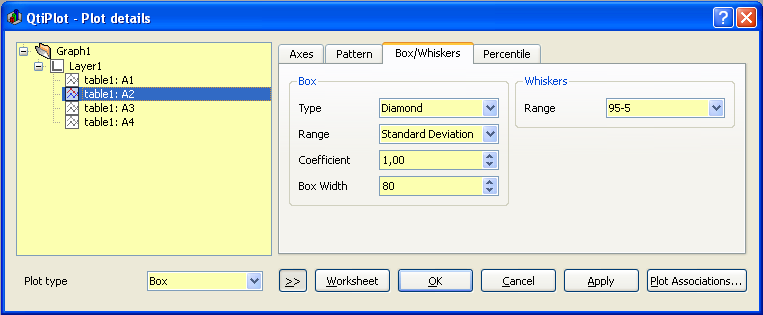 QtiPlot - Plot details
Graph1
Layer1
table1: A1
table1: A2
table1: A3
table1: A4
Axes Pattern Box/Whiskers Percentile
Box
Type Diamond
Range Standard Deviation
Coefficient 1,00
Box Width 80
Whiskers
Range 95-5
Plot type Box >> Worksheet OK Cancel Apply Plot Associations...